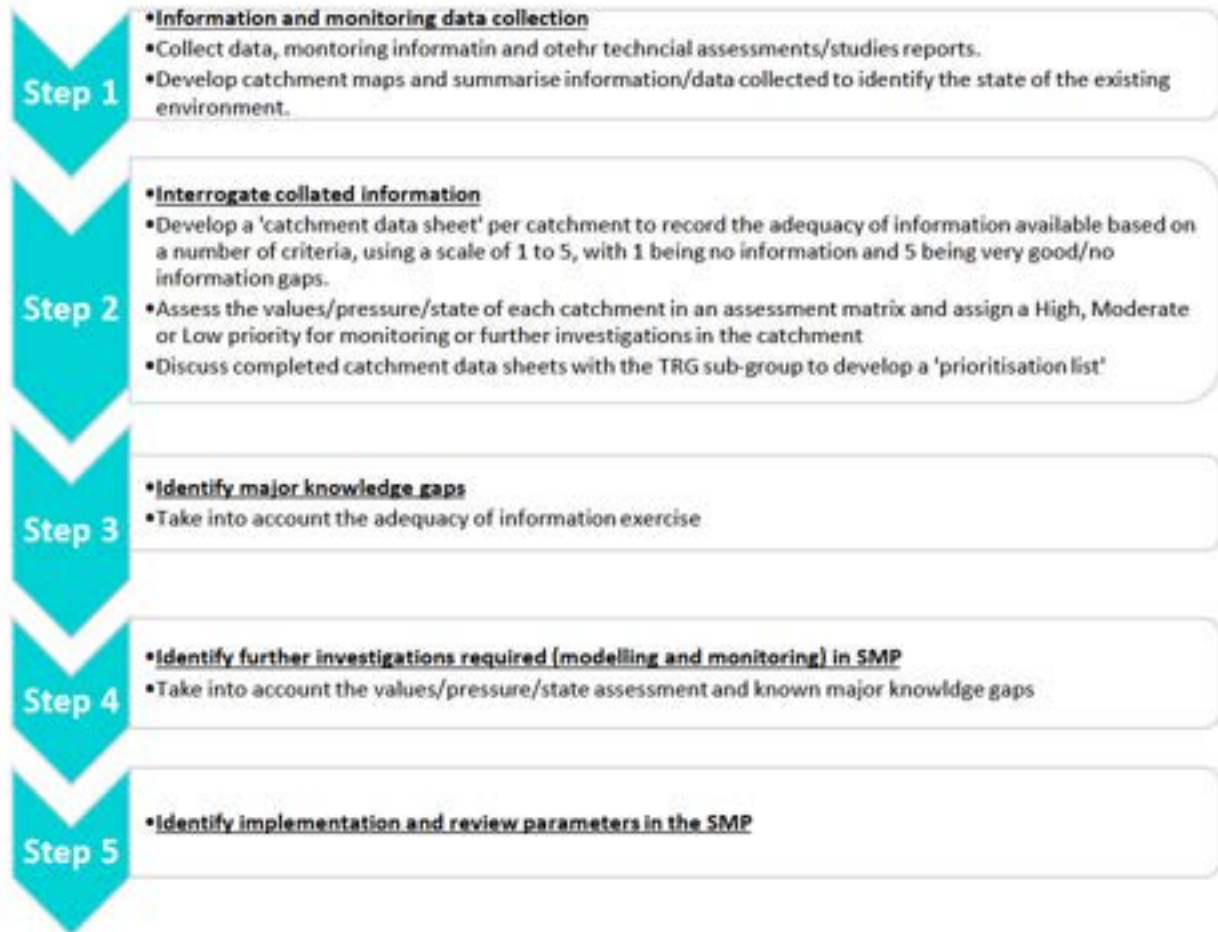 Step 1
•Information and monitoring data collection
•Collect data, montoring informatin and otehr techncial assessments/studies reports.
•Develop catchment maps and summarise information/data collected to identify the state of the existing
environment.
Step 2
•Interrogate collated information
•Develop a 'catchment data sheet' per catchment to record the adequacy of information available based on
a number of criteria, using a scale of 1 to 5, with 1 being no information and 5 being very good/no
information gaps.
•Assess the values/pressure/state of each catchment in an assessment matrix and assign a High, Moderate
or Low priority for monitoring or further investigations in the catchment
•Discuss completed catchment data sheets with the TRG sub-group to develop a 'prioritisation list'
Step 3
•Identify major knowledge gaps
•Take into account the adequacy of information exercise
Step 4
•Identify further investigations required (modelling and monitoring) in SMP
•Take into account the values/pressure/state assessment and known major knowldge gaps
Step 5
•Identify implementation and review parameters in the SMP